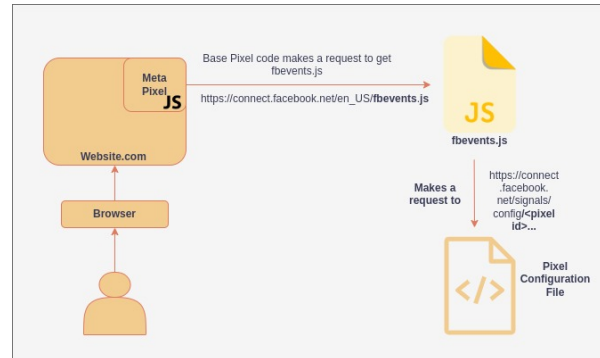 Base Pixel code makes a request to get
fbevents.js
Meta
Pixel
JS
https://connect.facebook.net/en_US/fbevents.js
JS
Website.com
fbevents.js
Makes a
request to
https://connect
.facebook.
net/signals/
config/<pixel
id>...
Browser
</>
Pixel
Configuration
File